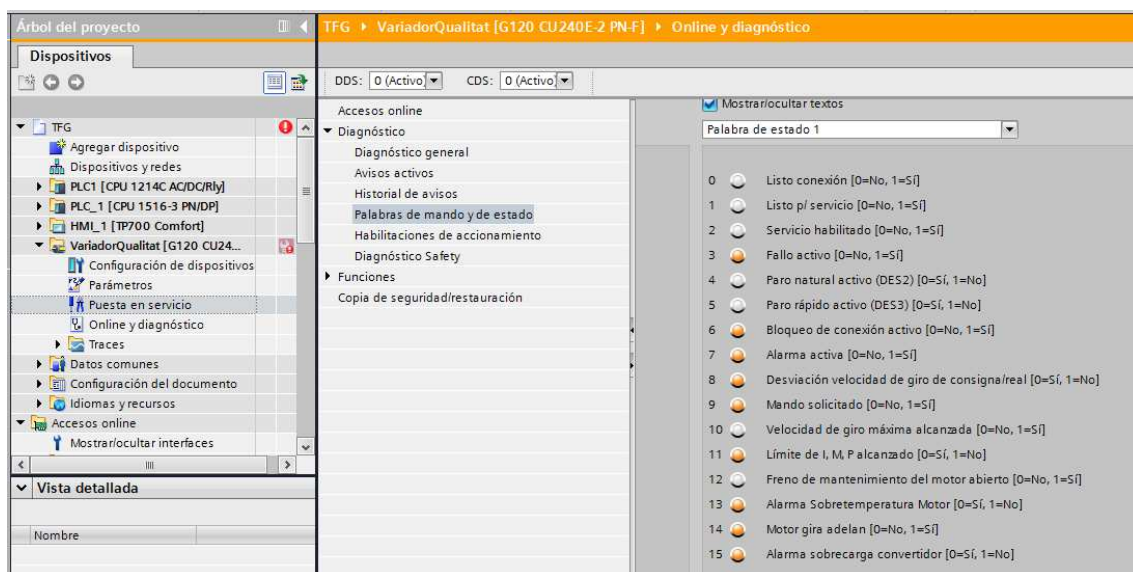 Árbol del proyecto
TFG ▸ VariadorQualitat [G120 CU240E-2 PN-F] ▸ Online y diagnóstico
Dispositivos
DDS: 0 (Activo) CDS: 0 (Activo)
TFG
Agregar dispositivo
Dispositivos y redes
PLC1 [CPU 1214C AC/DC/Rly]
PLC_1 [CPU 1516-3 PN/DP]
HMI_1 [TP700 Comfort]
VariadorQualitat [G120 CU24...
Configuración de dispositivos
Parámetros
Puesta en servicio
Online y diagnóstico
Traces
Datos comunes
Configuración del documento
Idiomas y recursos
Accesos online
Mostrar/ocultar interfaces
Vista detallada
Nombre
Accesos online
Diagnóstico
Diagnóstico general
Avisos activos
Historial de avisos
Palabras de mando y de estado
Habilitaciones de accionamiento
Diagnóstico Safety
Funciones
Copia de seguridad/restauración
Mostrar/ocultar textos
Palabra de estado 1
0 Listo conexión [0=No, 1=Sí]
1 Listo p/ servicio [0=No, 1=Sí]
2 Servicio habilitado [0=No, 1=Sí]
3 Fallo activo [0=No, 1=Sí]
4 Paro natural activo (DES2) [0=Sí, 1=No]
5 Paro rápido activo (DES3) [0=Sí, 1=No]
6 Bloqueo de conexión activo [0=No, 1=Sí]
7 Alarma activa [0=No, 1=Sí]
8 Desviación velocidad de giro de consigna/real [0=Sí, 1=No]
9 Mando solicitado [0=No, 1=Sí]
10 Velocidad de giro máxima alcanzada [0=No, 1=Sí]
11 Límite de I, M, P alcanzado [0=Sí, 1=No]
12 Freno de mantenimiento del motor abierto [0=No, 1=Sí]
13 Alarma Sobretemperatura Motor [0=Sí, 1=No]
14 Motor gira adelan [0=No, 1=Sí]
15 Alarma sobrecarga convertidor [0=Sí, 1=No]